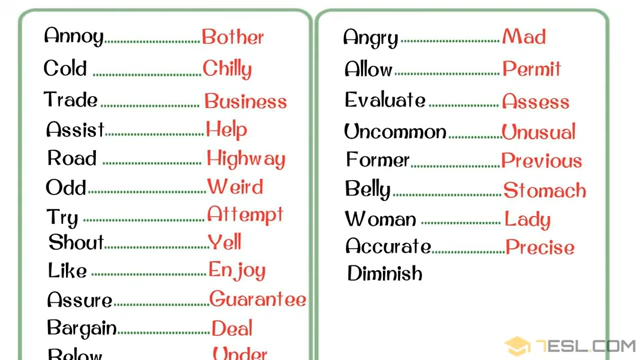 Annoy..........................Bother
Cold ..........................Chilly
Trade..........................Business
Assist..........................Help
Road ..........................Highway
Odd..........................Weird
Try ..........................Attempt
Shout..........................Yell
Like ..........................Enjoy
Assure..........................Guarantee
Bargain..........................Deal
Below..........................Under
Angry..........................Mad
Allow..........................Permit
Evaluate..........................Assess
Uncommon..........................Unusual
Former..........................Previous
Belly..........................Stomach
Woman ..........................Lady
Accurate..........................Precise
Diminish
7ESL.COM